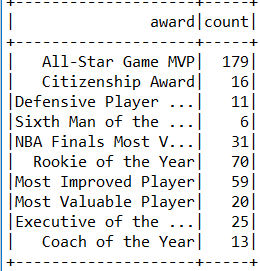 +--------------------+-----+
|               award|count|
+--------------------+-----+
|   All-Star Game MVP|  179|
|   Citizenship Award|   16|
|Defensive Player ...|   11|
|Sixth Man of the ...|    6|
|NBA Finals Most V...|   31|
|  Rookie of the Year|   70|
|Most Improved Player|   59|
|Most Valuable Player|   20|
|Executive of the ...|   25|
|   Coach of the Year|   13|
+--------------------+-----+